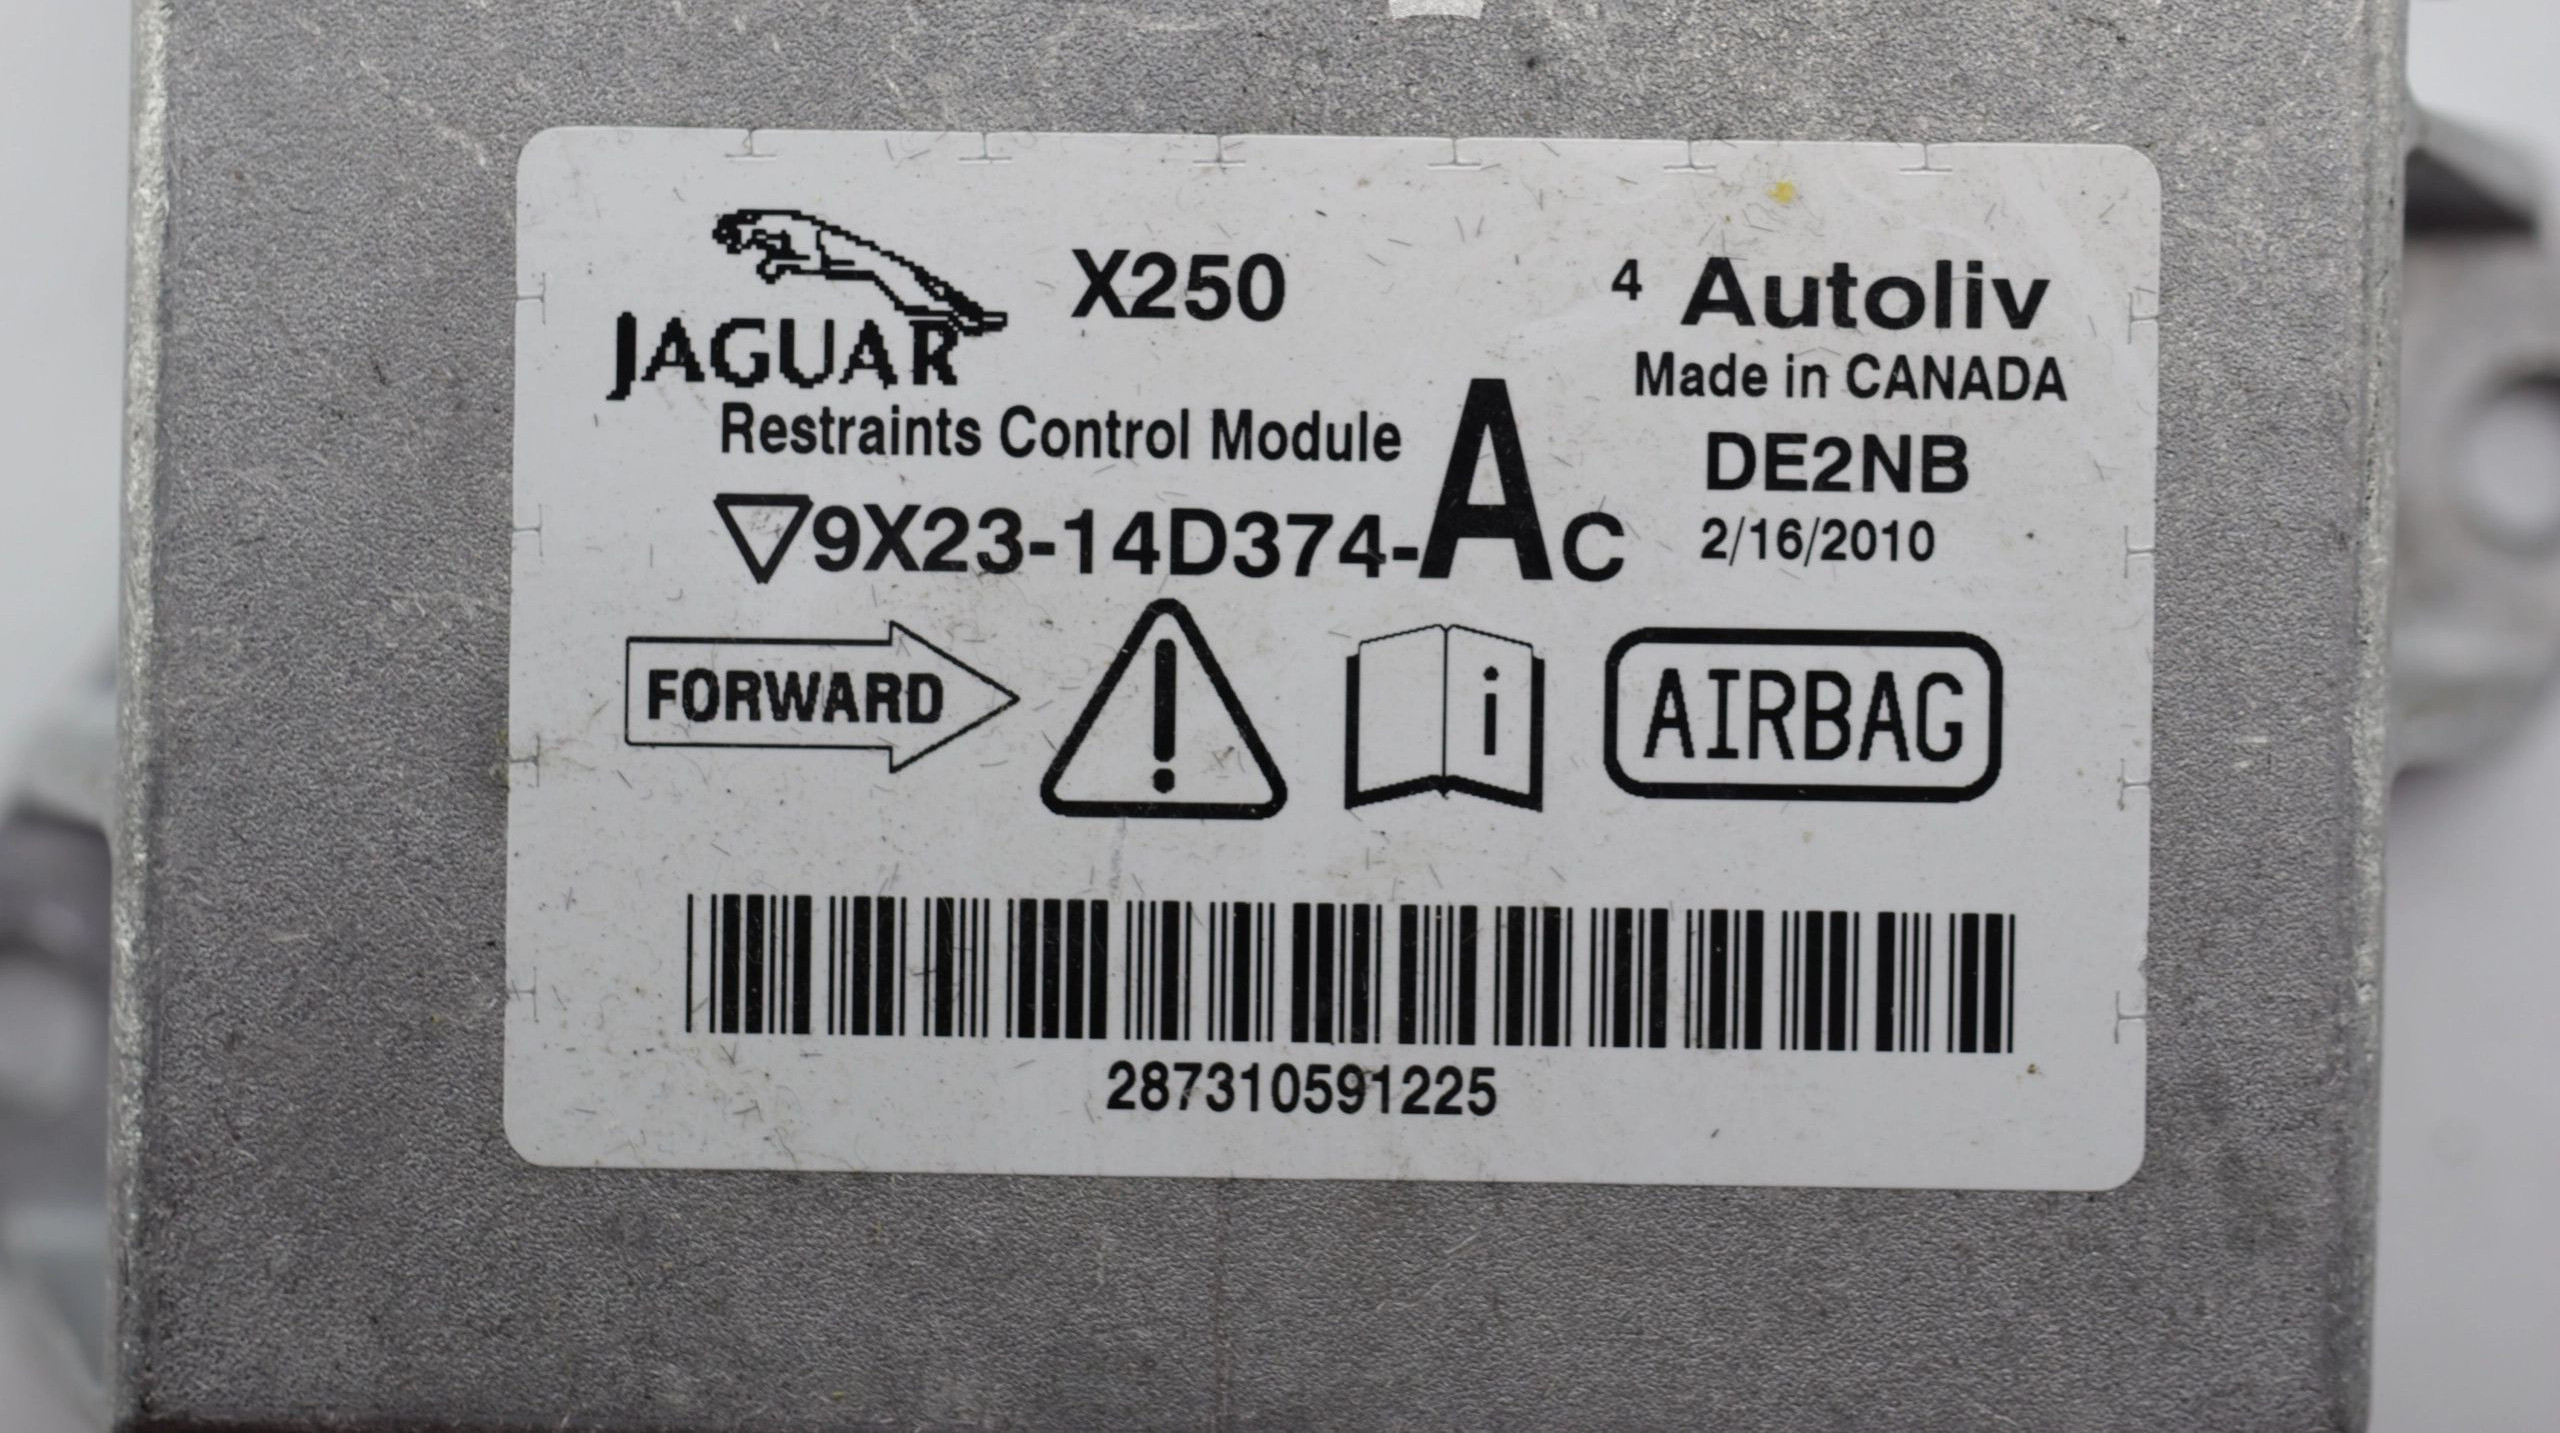 JAGUAR
X250
Restraints Control Module
9X23-14D374-AC
4 Autoliv
Made in CANADA
DE2NB
2/16/2010
FORWARD
!
i
AIRBAG
287310591225